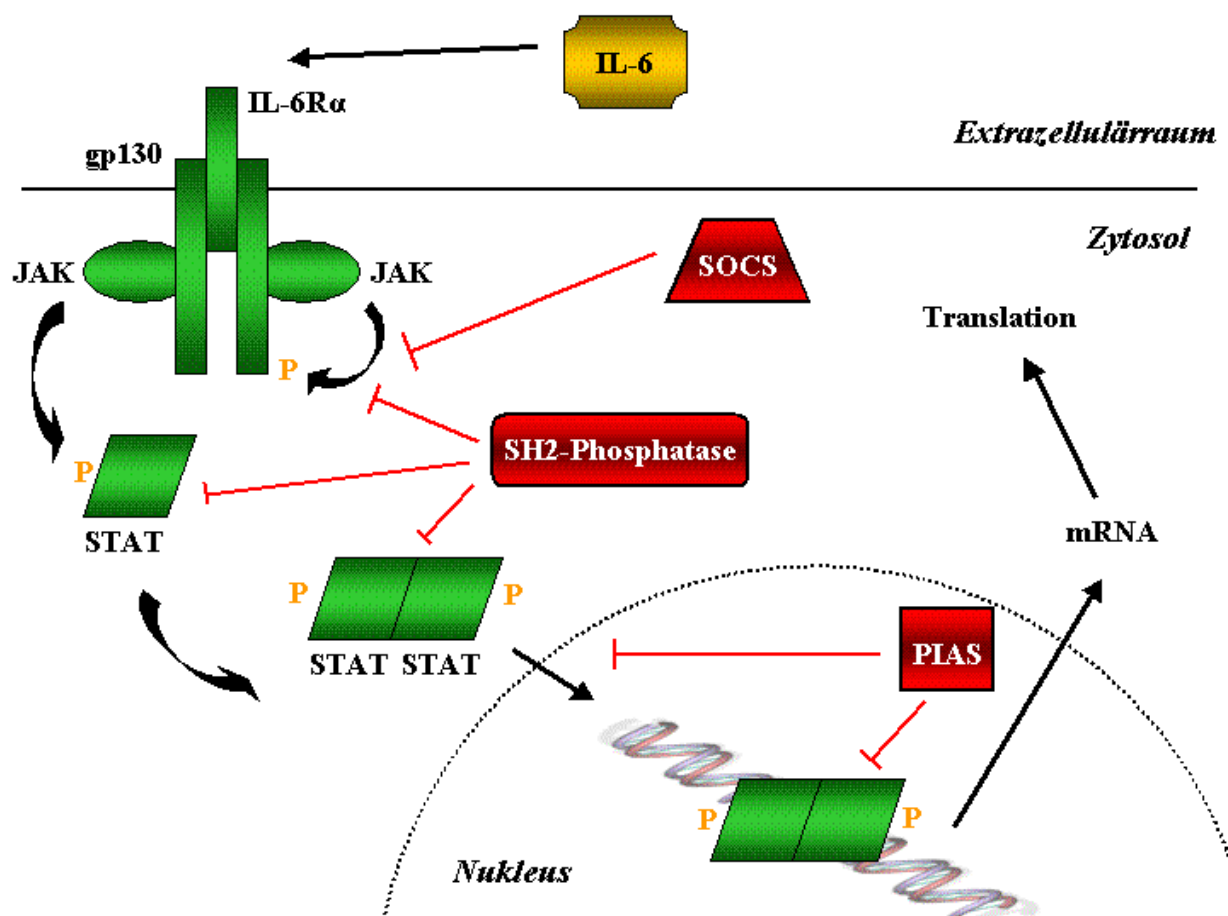 IL-6
IL-6Rα
Extrazellulärraum
gp130
Zytosol
JAK
JAK
SOCS
Translation
P
SH2-Phosphatase
P
STAT
mRNA
P
P
STAT STAT
PIAS
P
P
Nukleus